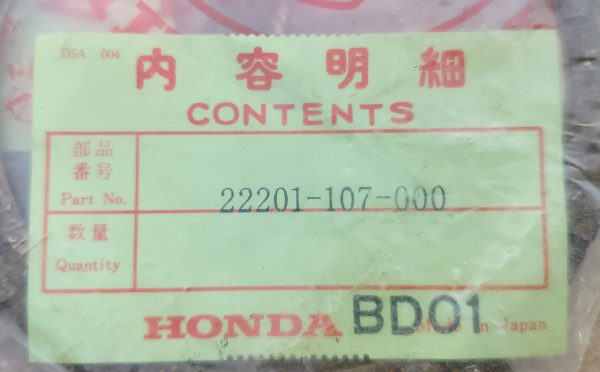 D5A 004
内容明細
CONTENTS
部品
番号
Part No.
22201-107-000
数量
Quantity
HONDA BD01
Made in Japan